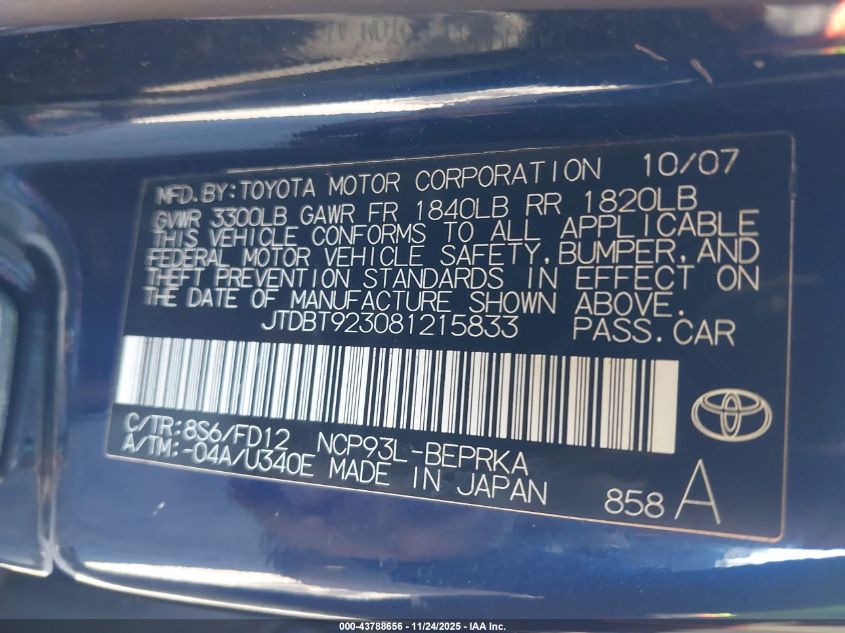 MFD.BY:TOYOTA MOTOR CORPORATION 10/07
GVWR 3300LB GAWR FR 1840LB RR 1820LB
THIS VEHICLE CONFORMS TO ALL APPLICABLE
FEDERAL MOTOR VEHICLE SAFETY,BUMPER,AND
THEFT PREVENTION STANDARDS IN EFFECT ON
THE DATE OF MANUFACTURE SHOWN ABOVE.
JTDBT923081215833 PASS.CAR
C/TR:8S6/FD12 NCP93L-BEPRKA
A/TM:-04A/U340E MADE IN JAPAN
858 A
000-43788656 - 11/24/2025 - IAA Inc.